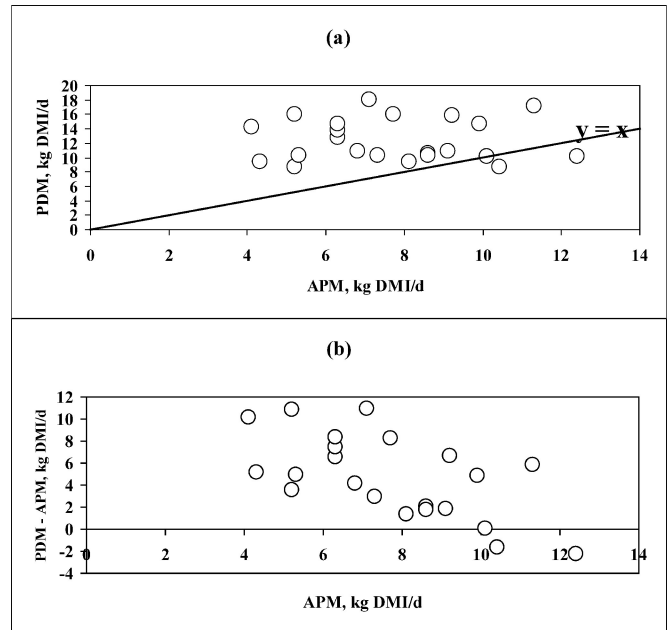 (a)
PDM, kg DMI/d
20
18
16
14
12
10
8
6
4
2
0
y = x
0 2 4 6 8 10 12 14
APM, kg DMI/d
(b)
PDM - APM, kg DMI/d
12
10
8
6
4
2
0
-2
-4
0 2 4 6 8 10 12 14
APM, kg DMI/d